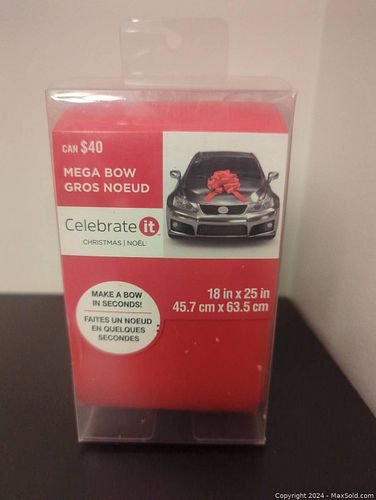 CAN $40
MEGA BOW
GROS NOEUD
Celebrate it
CHRISTMAS | NOËL
MAKE A BOW
IN SECONDS!
FAITES UN NOEUD
EN QUELQUES
SECONDES
18 in x 25 in
45.7 cm x 63.5 cm
Copyright © 2024 - MaxSold.com